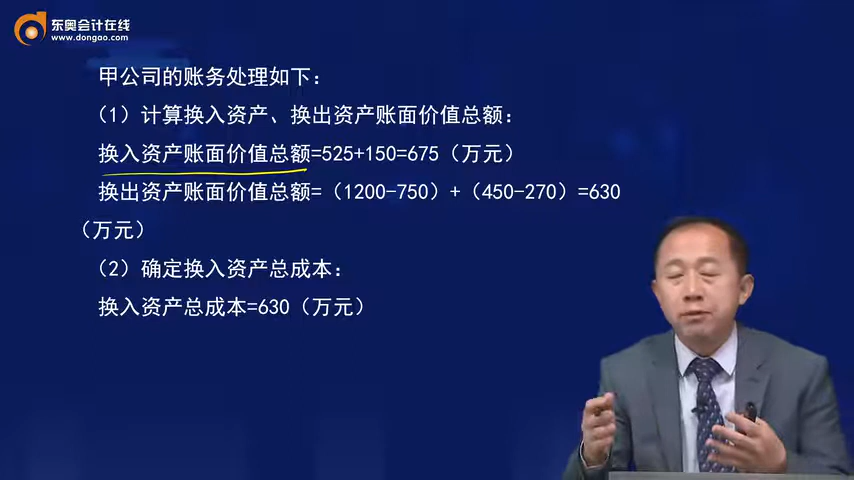 东奥会计在线
www.dongao.com
甲公司的账务处理如下：
（1）计算换入资产、换出资产账面价值总额：
换入资产账面价值总额=525+150=675（万元）
换出资产账面价值总额=（1200-750）+（450-270）=630
（万元）
（2）确定换入资产总成本：
换入资产总成本=630（万元）